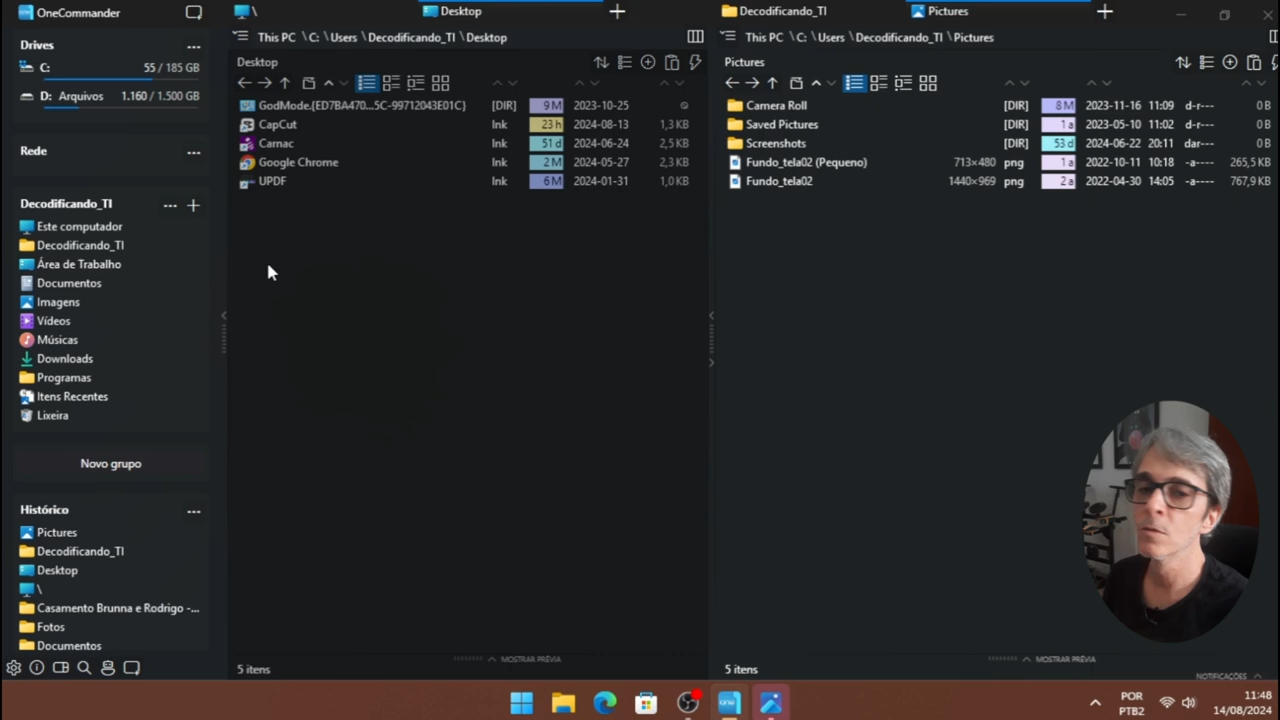 OneCommander
\
Desktop
Decodificando_TI
Pictures
Drives
C:
55 / 185 GB
D: Arquivos
1.160 / 1.500 GB
Rede
Decodificando_TI
Este computador
Decodificando_TI
Área de Trabalho
Documentos
Imagens
Vídeos
Músicas
Downloads
Programas
Itens Recentes
Lixeira
Novo grupo
Histórico
Pictures
Decodificando_TI
Desktop
\
Casamento Brunna e Rodrigo -...
Fotos
Documentos
This PC \ C: \ Users \ Decodificando_TI \ Desktop
Desktop
GodMode.{ED7BA470...5C-99712043E01C} [DIR] 9 M 2023-10-25
CapCut lnk 23 h 2024-08-13 1,3 KB
Carnac lnk 51 d 2024-06-24 2,5 KB
Google Chrome lnk 2 M 2024-05-27 2,3 KB
UPDF lnk 6 M 2024-01-31 1,0 KB
MOSTRAR PRÉVIA
5 itens
This PC \ C: \ Users \ Decodificando_TI \ Pictures
Pictures
Camera Roll [DIR] 8 M 2023-11-16 11:09 d-r--- 0 B
Saved Pictures [DIR] 1 a 2023-05-10 11:02 d-r--- 0 B
Screenshots [DIR] 53 d 2024-06-22 20:11 dar--- 0 B
Fundo_tela02 (Pequeno) 713×480 png 1 a 2022-10-11 10:18 -a---- 265,5 KB
Fundo_tela02 1440×969 png 2 a 2022-04-30 14:05 -a---- 767,9 KB
MOSTRAR PRÉVIA
5 itens
NOTIFICAÇÕES
one
POR
PTB2
11:48
14/08/2024